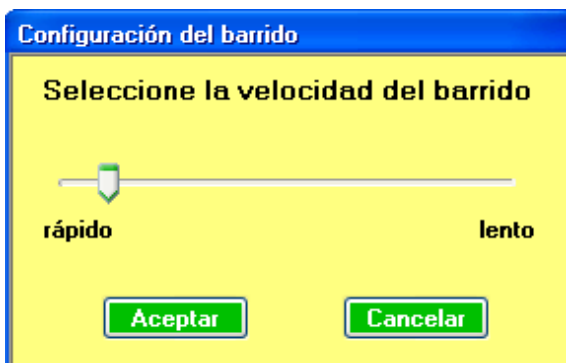 Configuración del barrido
Seleccione la velocidad del barrido
rápido lento
Aceptar Cancelar